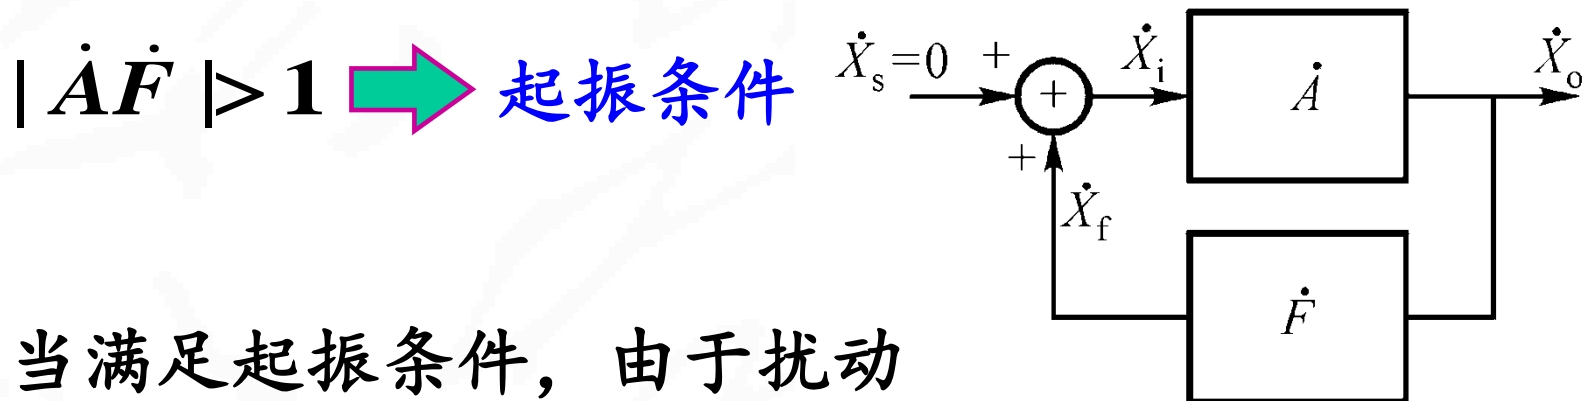 |ȦḞ|>1 起振条件
Ẋs=0 + + Ẋi Ȧ Ẋo
+
Ẋf
Ḟ
当满足起振条件，由于扰动